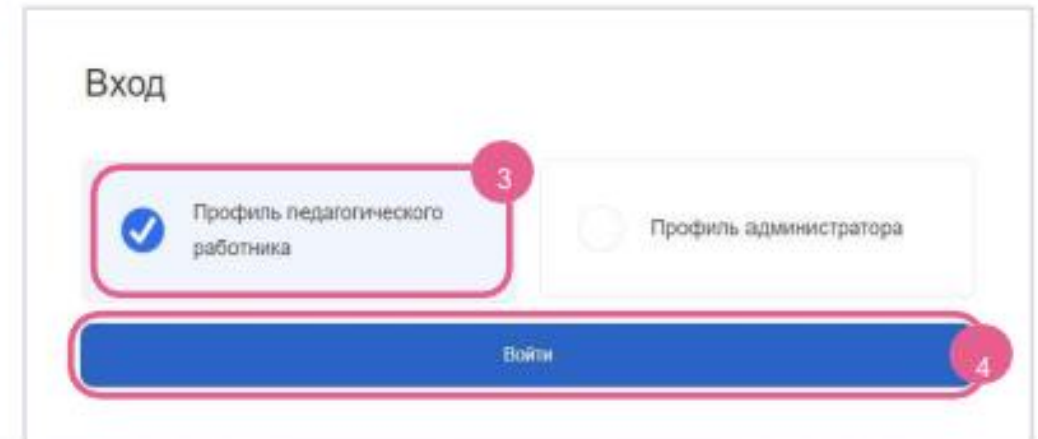 Вход
3
Профиль педагогического
работника
Профиль администратора
Войти
4